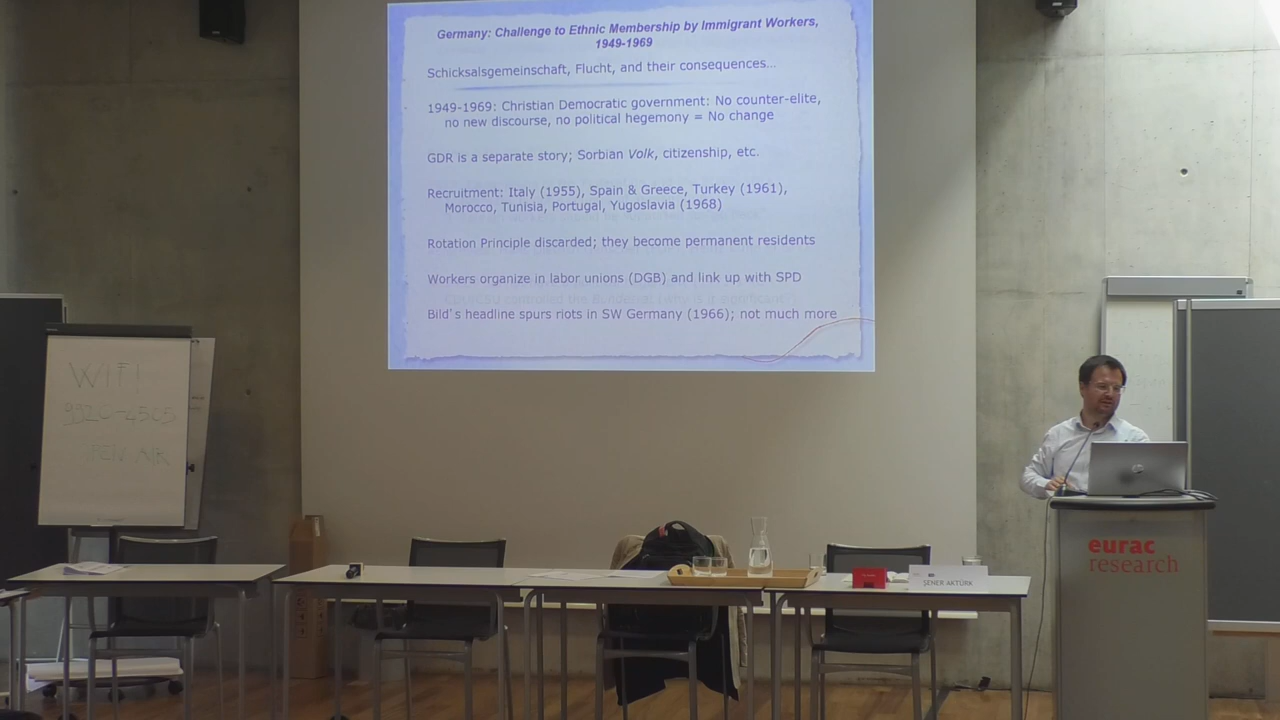 Germany: Challenge to Ethnic Membership by Immigrant Workers,
1949-1969
Schicksalsgemeinschaft, Flucht, and their consequences...
1949-1969: Christian Democratic government: No counter-elite,
no new discourse, no political hegemony = No change
GDR is a separate story; Sorbian Volk, citizenship, etc.
Recruitment: Italy (1955), Spain & Greece, Turkey (1961),
Morocco, Tunisia, Portugal, Yugoslavia (1968)
Rotation Principle discarded; they become permanent residents
Workers organize in labor unions (DGB) and link up with SPD
Bild's headline spurs riots in SW Germany (1966); not much more
WIFI
eurac
research
ŞENER AKTÜRK